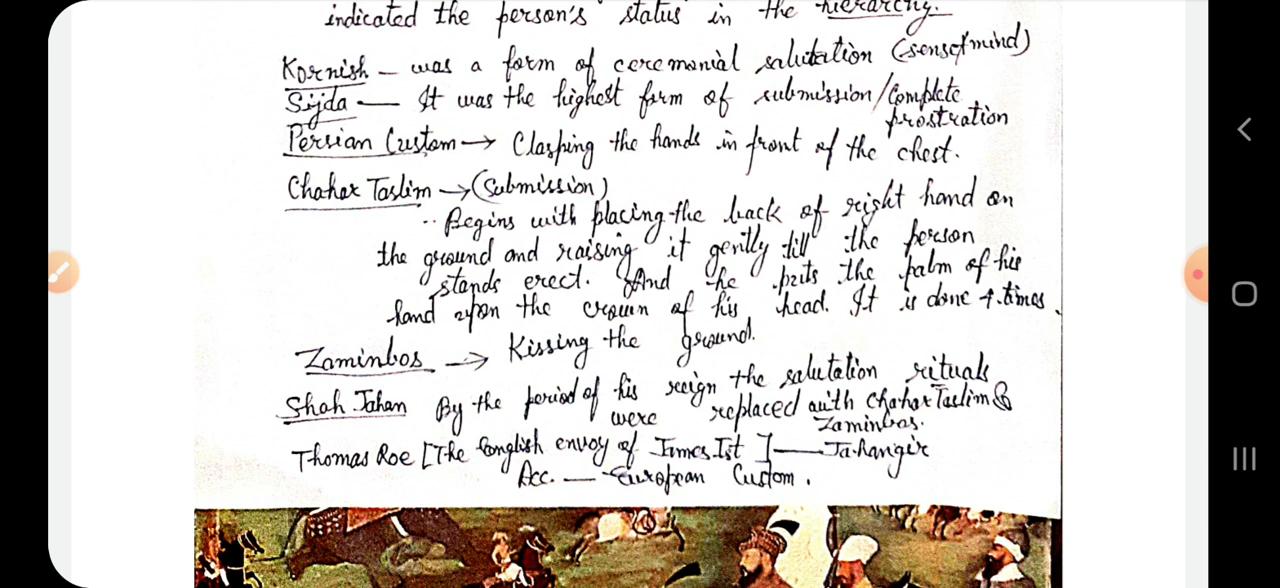 indicated the person's status in the hierarchy.
Kornish – was a form of ceremonial salutation (sense of mind)
Sijda — It was the highest form of submission/Complete
prostration
Persian Custom → Clasping the hands in front of the chest.
Chahar Taslim → (Submission)
.. Begins with placing the back of right hand on
the ground and raising it gently till the person
stands erect. And he puts the palm of his
hand upon the crown of his head. It is done 4 times.
Zaminbos → Kissing the ground.
Shah Jahan By the period of his reign the salutation rituals
were replaced with Chahar Taslim &
Zaminbos.
Thomas Roe [The English envoy of James Ist ] — Jahangir
Acc. — European Custom.